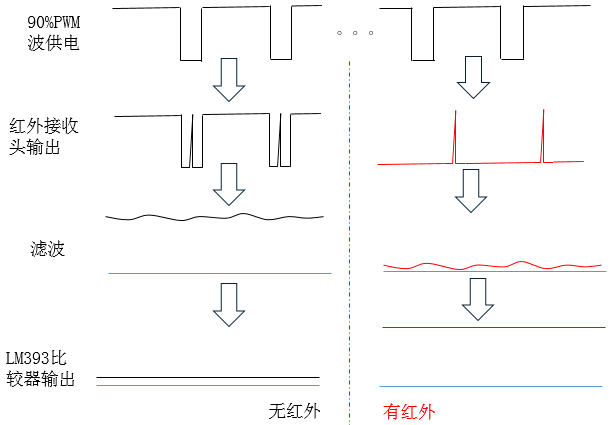 90%PWM
波供电
红外接收
头输出
滤波
LM393比
较器输出
无红外
有红外